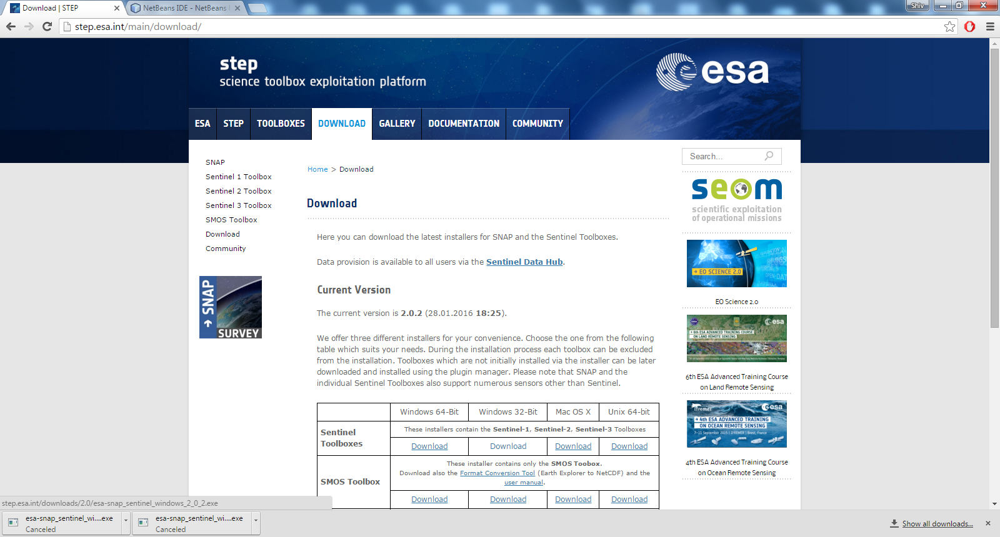 Download | STEP
NetBeans IDE - NetBeans
Shiv
step.esa.int/main/download/
step
science toolbox exploitation platform
esa
ESA
STEP
TOOLBOXES
DOWNLOAD
GALLERY
DOCUMENTATION
COMMUNITY
SNAP
Sentinel 1 Toolbox
Sentinel 2 Toolbox
Sentinel 3 Toolbox
SMOS Toolbox
Download
Community
SNAP
SURVEY
Home > Download
Download
Here you can download the latest installers for SNAP and the Sentinel Toolboxes.
Data provision is available to all users via the Sentinel Data Hub.
Current Version
The current version is 2.0.2 (28.01.2016 18:25).
We offer three different installers for your convenience. Choose the one from the following
table which suits your needs. During the installation process each toolbox can be excluded
from the installation. Toolboxes which are not initially installed via the installer can be later
downloaded and installed using the plugin manager. Please note that SNAP and the
individual Sentinel Toolboxes also support numerous sensors other than Sentinel.
Windows 64-Bit
Windows 32-Bit
Mac OS X
Unix 64-bit
Sentinel
Toolboxes
These installers contain the Sentinel-1, Sentinel-2, Sentinel-3 Toolboxes
Download
Download
Download
Download
SMOS Toolbox
These installer contains only the SMOS Toobox.
Download also the Format Conversion Tool (Earth Explorer to NetCDF) and the
user manual.
Download
Download
Download
Download
Search...
seom
scientific exploitation
of operational missions
EO SCIENCE 2.0
EO Science 2.0
esa
6th ESA ADVANCED TRAINING COURSE
ON LAND REMOTE SENSING
6th ESA Advanced Training Course
on Land Remote Sensing
Ifremer
esa
4th ESA ADVANCED TRAINING
ON OCEAN REMOTE SENSING
7–11 September 2015 | IFREMER | Brest, France
4th ESA Advanced Training Course
on Ocean Remote Sensing
step.esa.int/downloads/2.0/esa-snap_sentinel_windows_2_0_2.exe
esa-snap_sentinel_wi....exe
Canceled
esa-snap_sentinel_wi....exe
Canceled
Show all downloads...